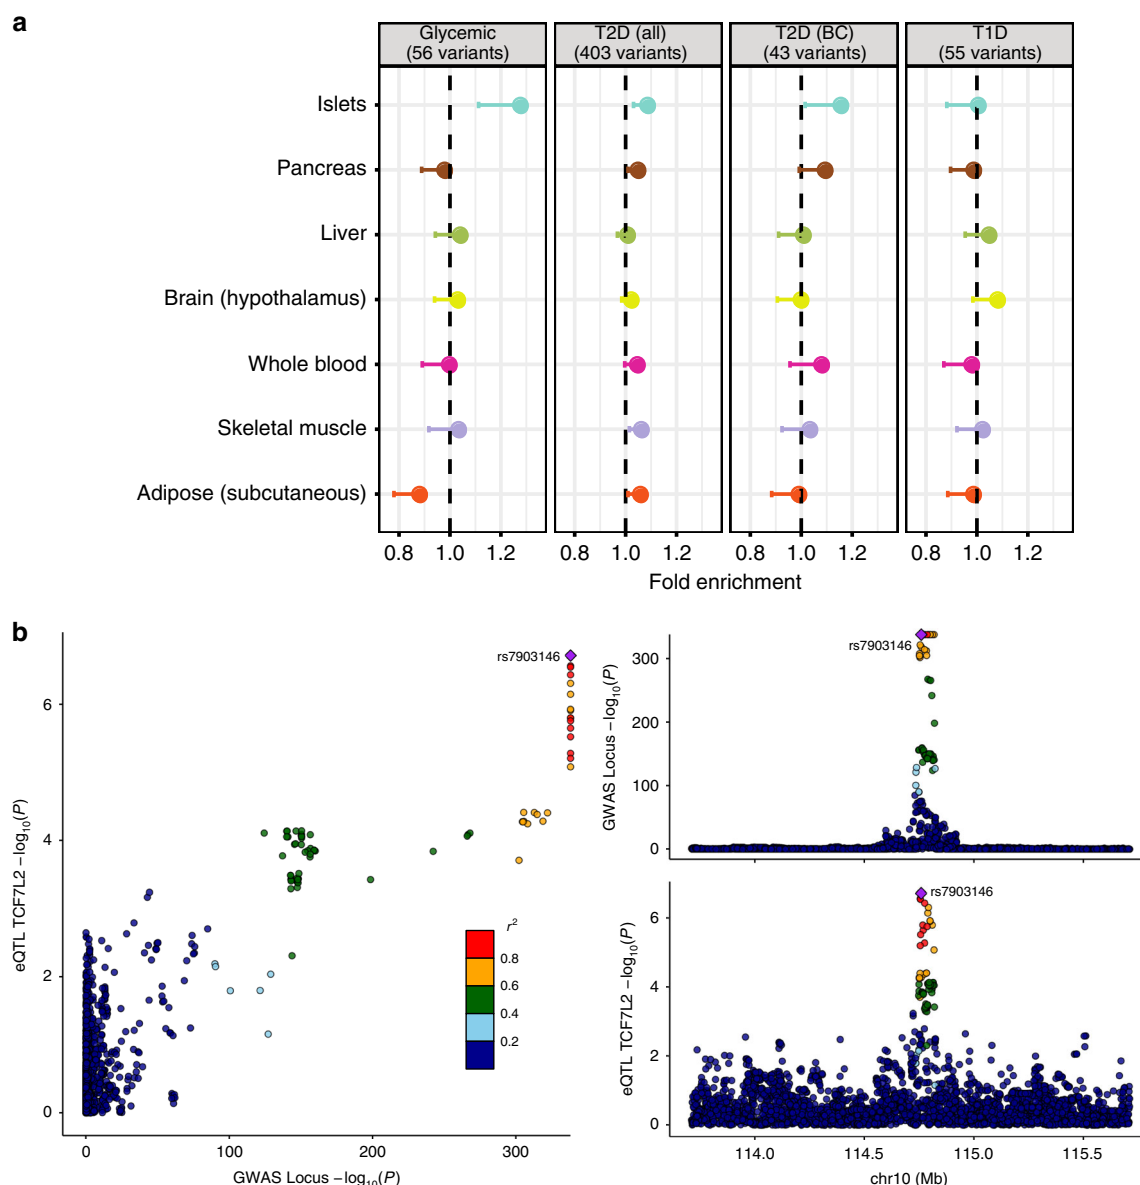 a
Glycemic
(56 variants)
T2D (all)
(403 variants)
T2D (BC)
(43 variants)
T1D
(55 variants)
Islets
Pancreas
Liver
Brain (hypothalamus)
Whole blood
Skeletal muscle
Adipose (subcutaneous)
0.8 1.0 1.2 0.8 1.0 1.2 0.8 1.0 1.2 0.8 1.0 1.2
Fold enrichment
b
eQTL TCF7L2 −log10(P)
6
4
2
0
rs7903146
r2
0.8
0.6
0.4
0.2
0 100 200 300
GWAS Locus −log10(P)
GWAS Locus −log10(P)
300
200
100
0
rs7903146
eQTL TCF7L2 −log10(P)
6
4
2
0
rs7903146
114.0 114.5 115.0 115.5
chr10 (Mb)